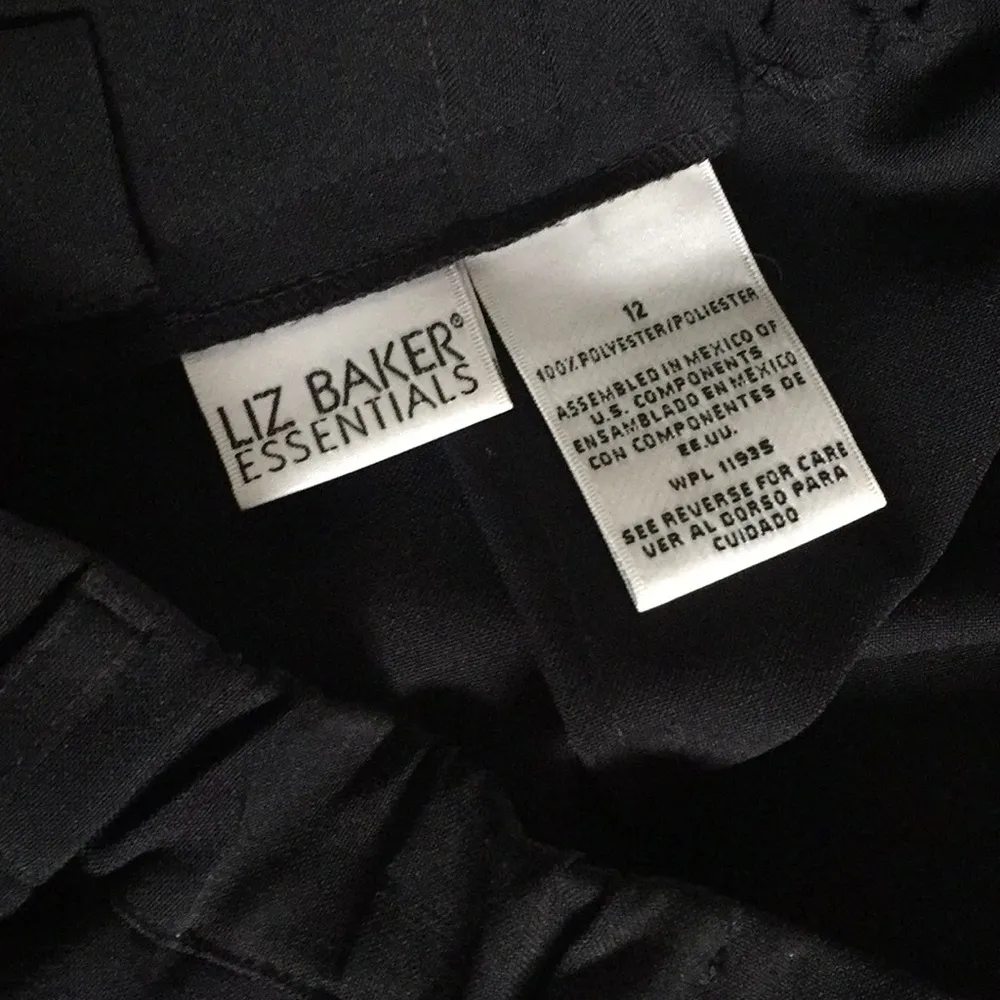 LIZ BAKER®
ESSENTIALS
12
100% POLYESTER/POLIESTER
ASSEMBLED IN MEXICO OF
U.S. COMPONENTS
ENSAMBLADO EN MEXICO
CON COMPONENTES DE
EE.UU.
WPL 11935
SEE REVERSE FOR CARE
VER AL DORSO PARA
CUIDADO